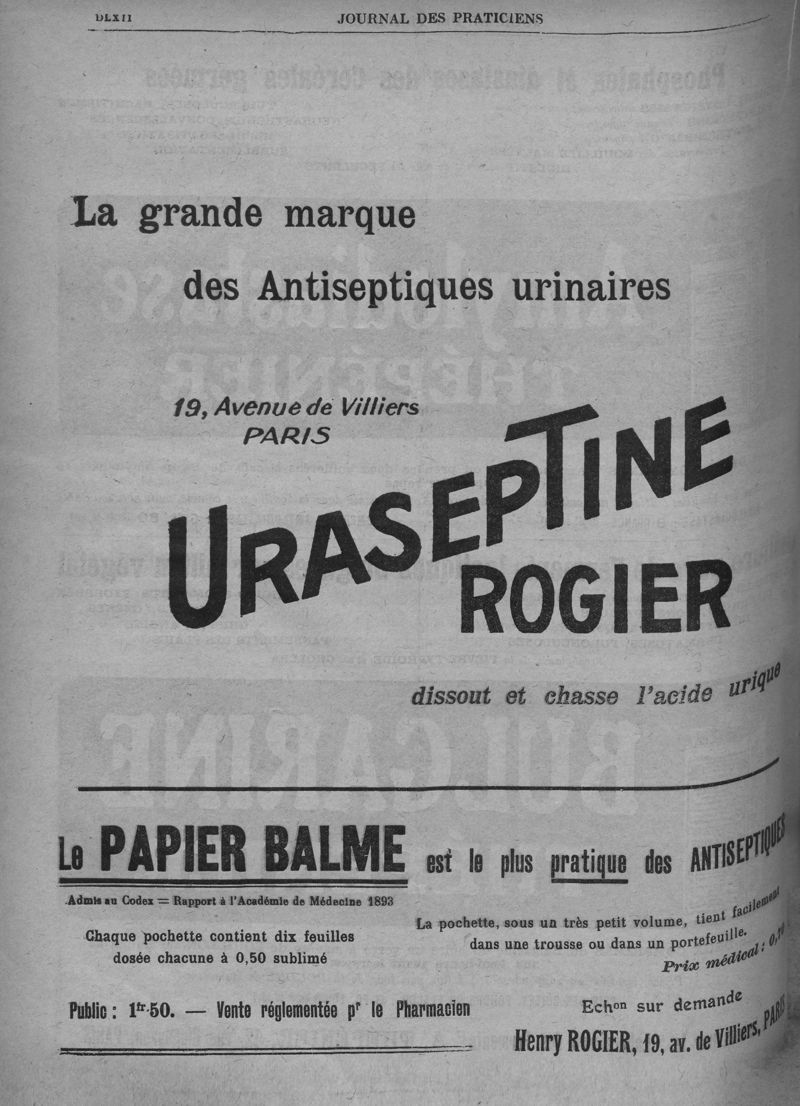 DLXII
JOURNAL DES PRATICIENS
La grande marque
des Antiseptiques urinaires
19, Avenue de Villiers
PARIS
URASEPTINE
ROGIER
dissout et chasse l'acide urique
Le PAPIER BALME est le plus pratique des ANTISEPTIQUES
Admis au Codex = Rapport à l'Académie de Médecine 1893
Chaque pochette contient dix feuilles
dosée chacune à 0,50 sublimé
La pochette, sous un très petit volume, tient facilement
dans une trousse ou dans un portefeuille.
Prix médical :
Public : 1fr.50. — Vente réglementée pr le Pharmacien
Echon sur demande
Henry ROGIER, 19, av. de Villiers, PARIS